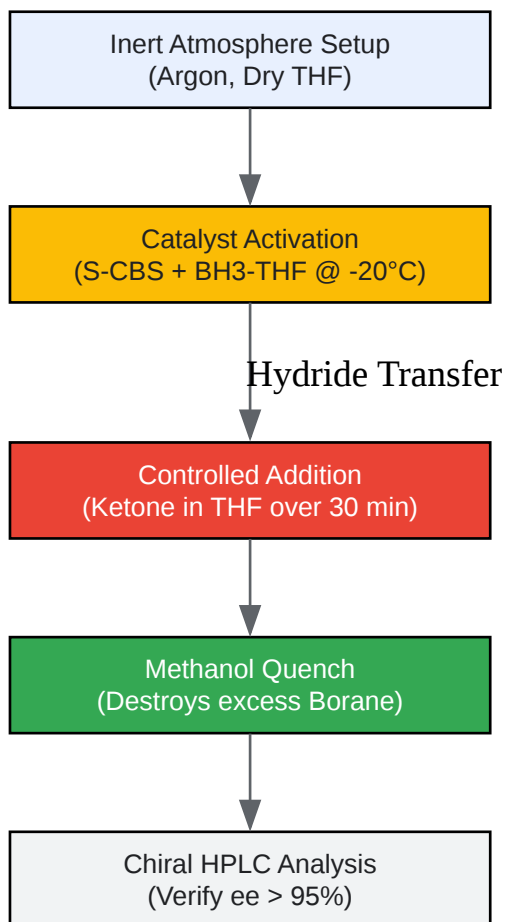 Inert Atmosphere Setup
(Argon, Dry THF)
Catalyst Activation
(S-CBS + BH3-THF @ -20°C)
Hydride Transfer
Controlled Addition
(Ketone in THF over 30 min)
Methanol Quench
(Destroys excess Borane)
Chiral HPLC Analysis
(Verify ee > 95%)